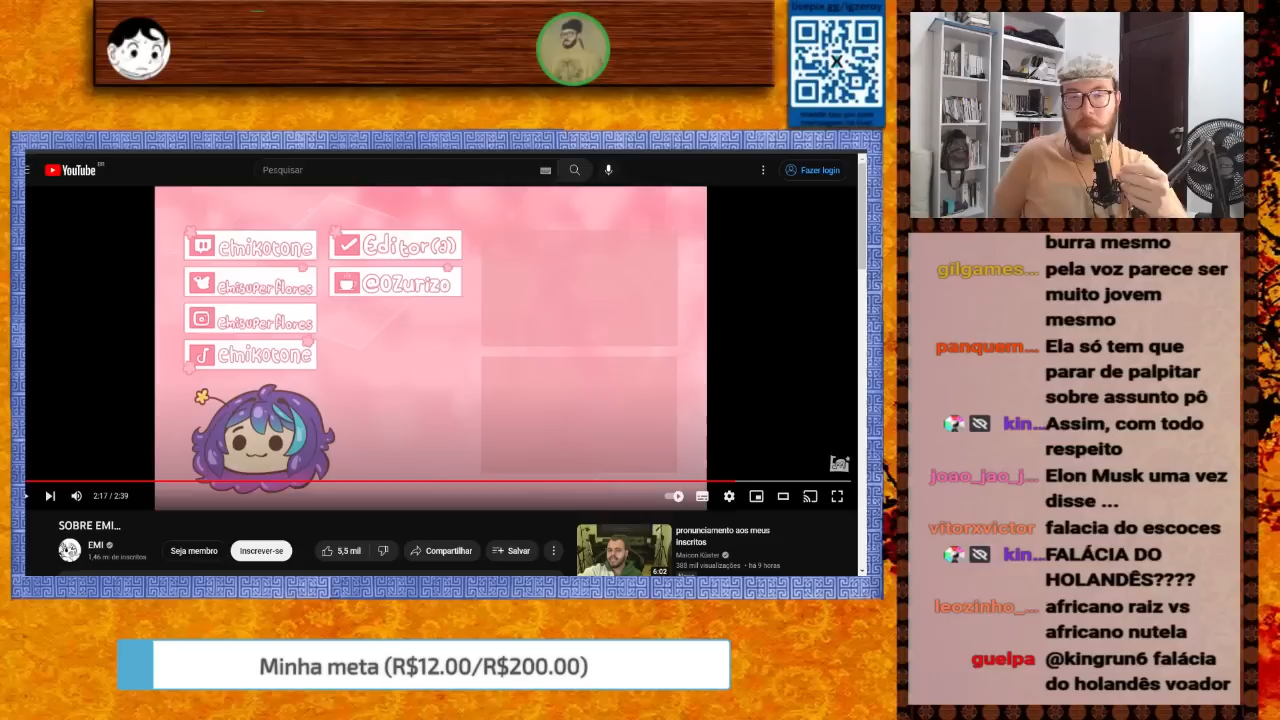 livepix.gg/lgzeroy
YouTube
BR
Pesquisar
Fazer login
Emikotone
Editor(a)
Emisuperflores
@OZurizo
Emisuperflores
Emikotone
2:17 / 2:39
SOBRE EMI...
EMI
1,46 mi de inscritos
Seja membro
Inscrever-se
5,5 mil
Compartilhar
Salvar
6:02
pronunciamento aos meus
inscritos
Maicon Küster
388 mil visualizações • há 9 horas
Minha meta (R$12.00/R$200.00)
burra mesmo
gilgames... pela voz parece ser
muito jovem
mesmo
panquem... Ela só tem que
parar de palpitar
sobre assunto pô
kin... Assim, com todo
respeito
joao_jao_j... Elon Musk uma vez
disse ...
vitorxvictor falacia do escoces
kin... FALÁCIA DO
HOLANDÊS????
leozinho_... africano raiz vs
africano nutela
guelpa @kingrun6 falácia
do holandês voador